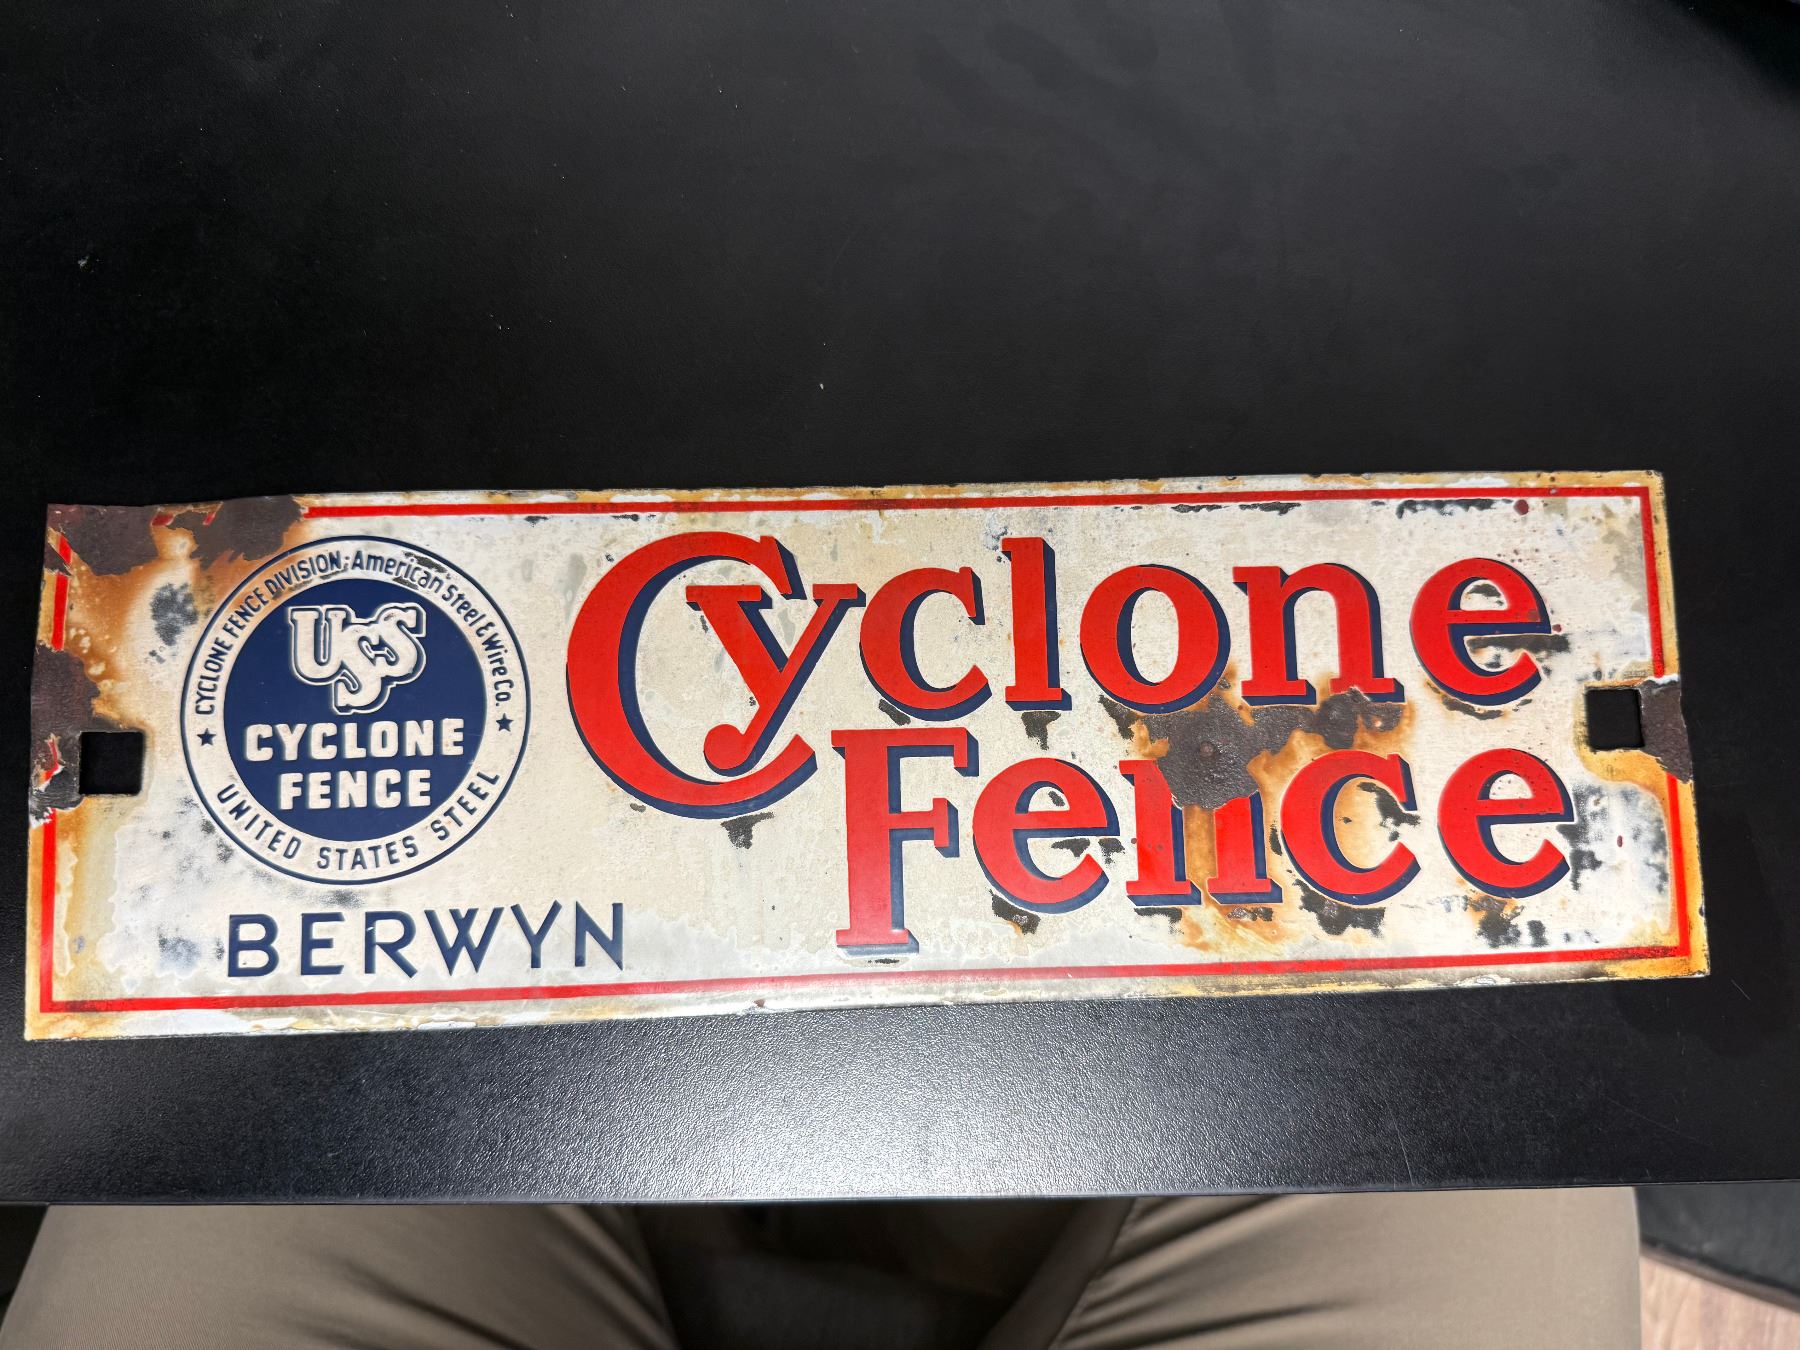 CYCLONE FENCE DIVISION·American Steel & Wire Co.
USS
CYCLONE
FENCE
★ UNITED STATES STEEL ★
BERWYN
Cyclone
Fence